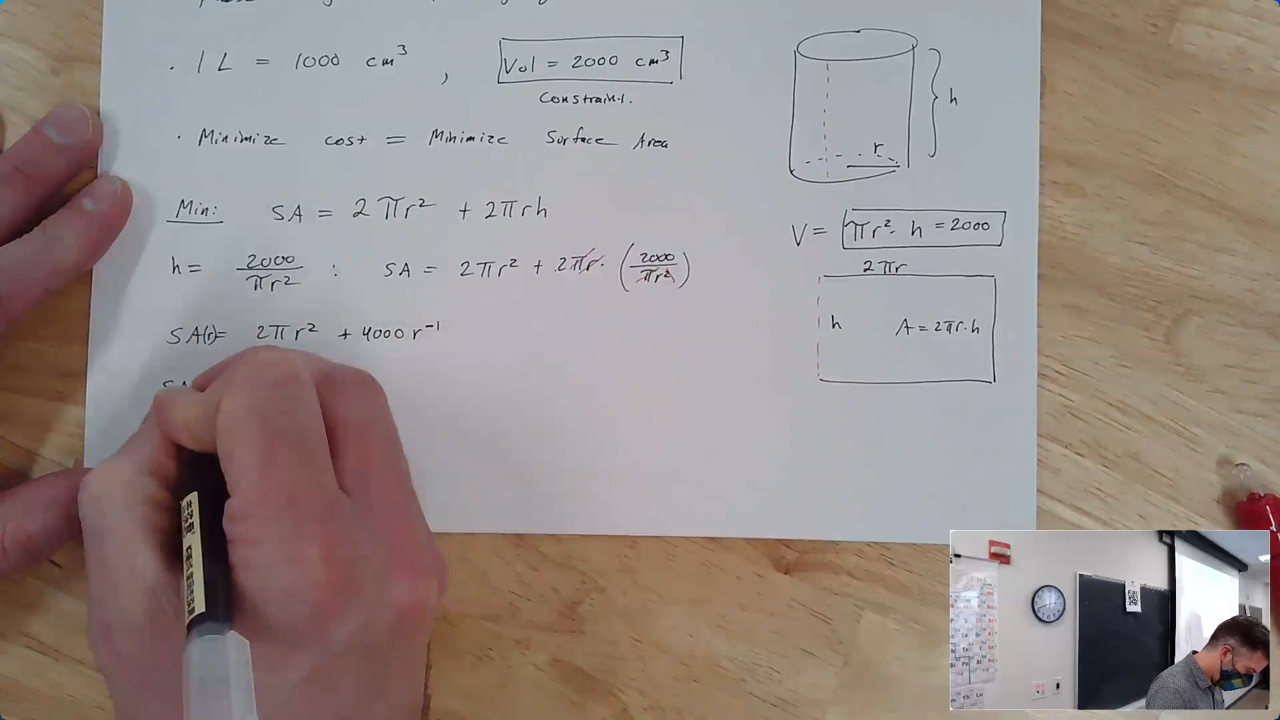 . 1 L = 1000 cm³ , Vol = 2000 cm³
Constraint.
· Minimize cost = Minimize Surface Area
Min: SA = 2πr² + 2πrh
h = 2000/πr² : SA = 2πr² + 2πr · (2000/πr²)
SA(r)= 2πr² + 4000 r⁻¹
SA
h
r
V = πr² · h = 2000
2πr
h A = 2πr·h